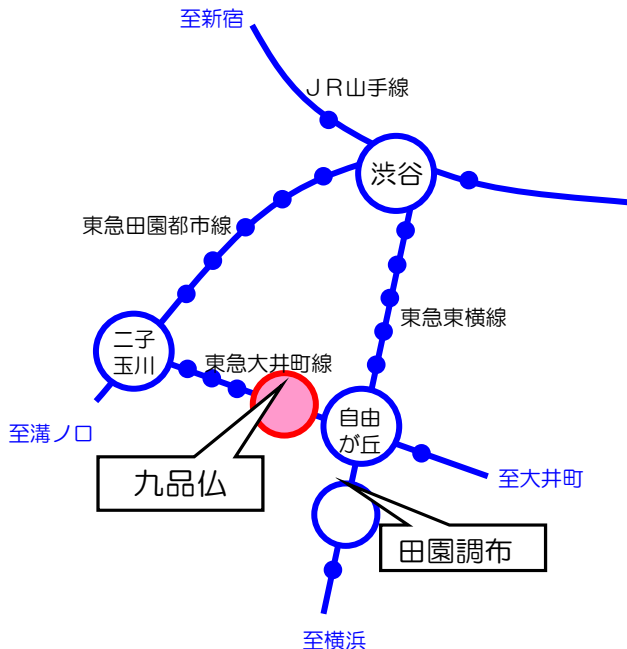 至新宿
JR山手線
渋谷
東急田園都市線
東急東横線
二子
玉川
東急大井町線
至溝ノ口
自由
が丘
九品仏
至大井町
田園調布
至横浜